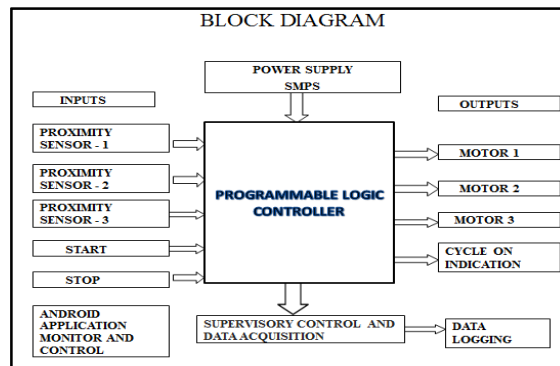 BLOCK DIAGRAM
POWER SUPPLY
SMPS
INPUTS
OUTPUTS
PROXIMITY
SENSOR - 1
PROXIMITY
SENSOR - 2
PROXIMITY
SENSOR - 3
START
STOP
ANDROID
APPLICATION
MONITOR AND
CONTROL
PROGRAMMABLE LOGIC
CONTROLLER
MOTOR 1
MOTOR 2
MOTOR 3
CYCLE ON
INDICATION
SUPERVISORY CONTROL AND
DATA ACQUISITION
DATA
LOGGING